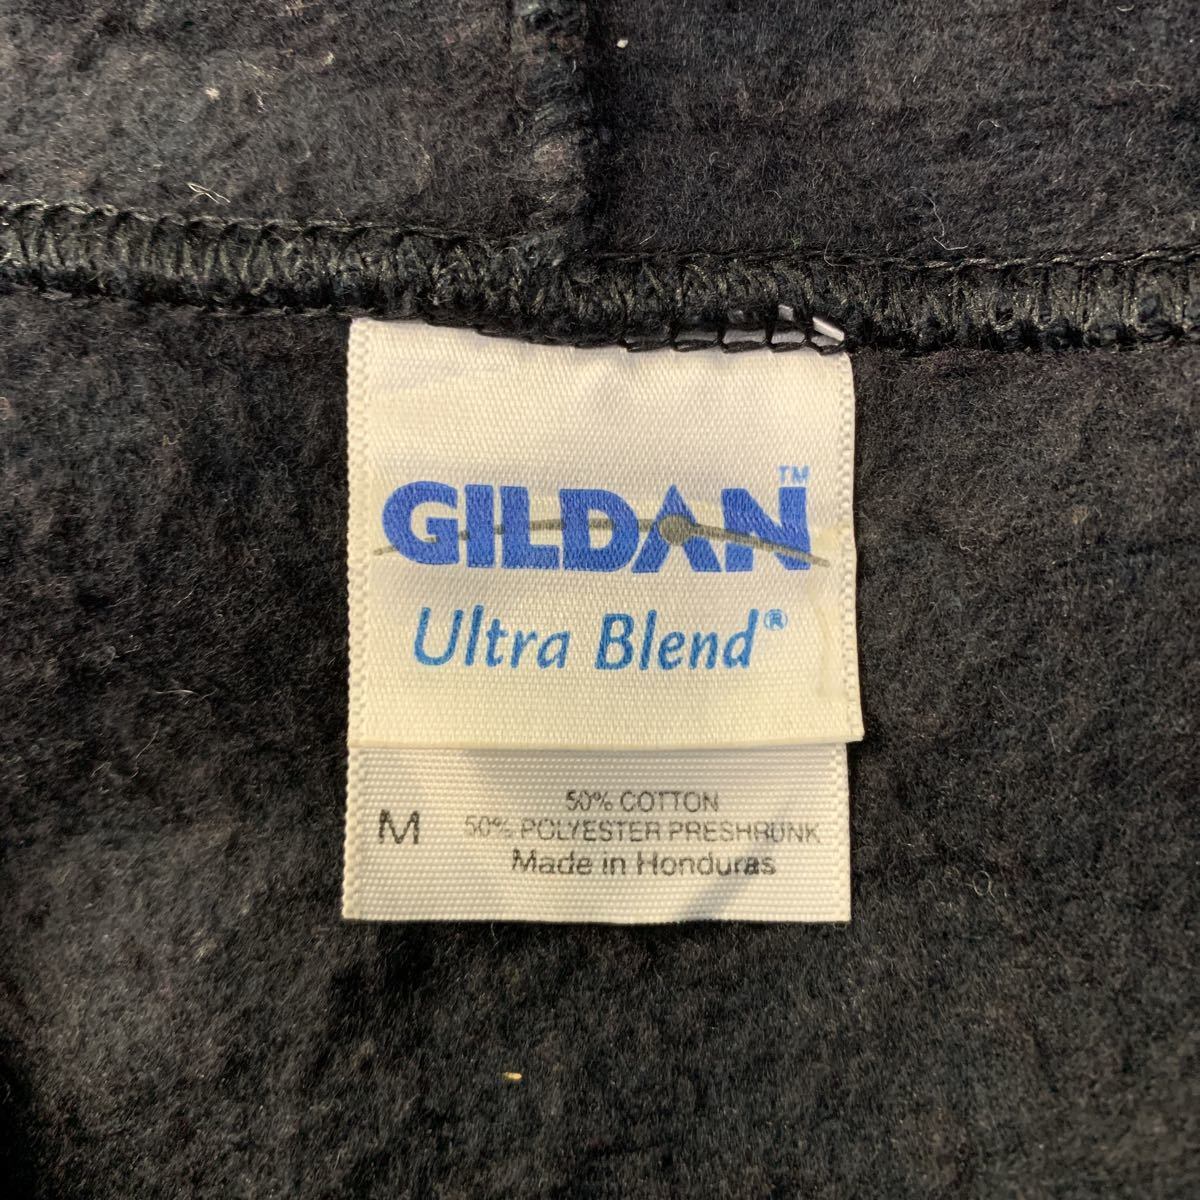 GILDAN™
Ultra Blend®
M
50% COTTON
50% POLYESTER PRESHRUNK
Made in Honduras